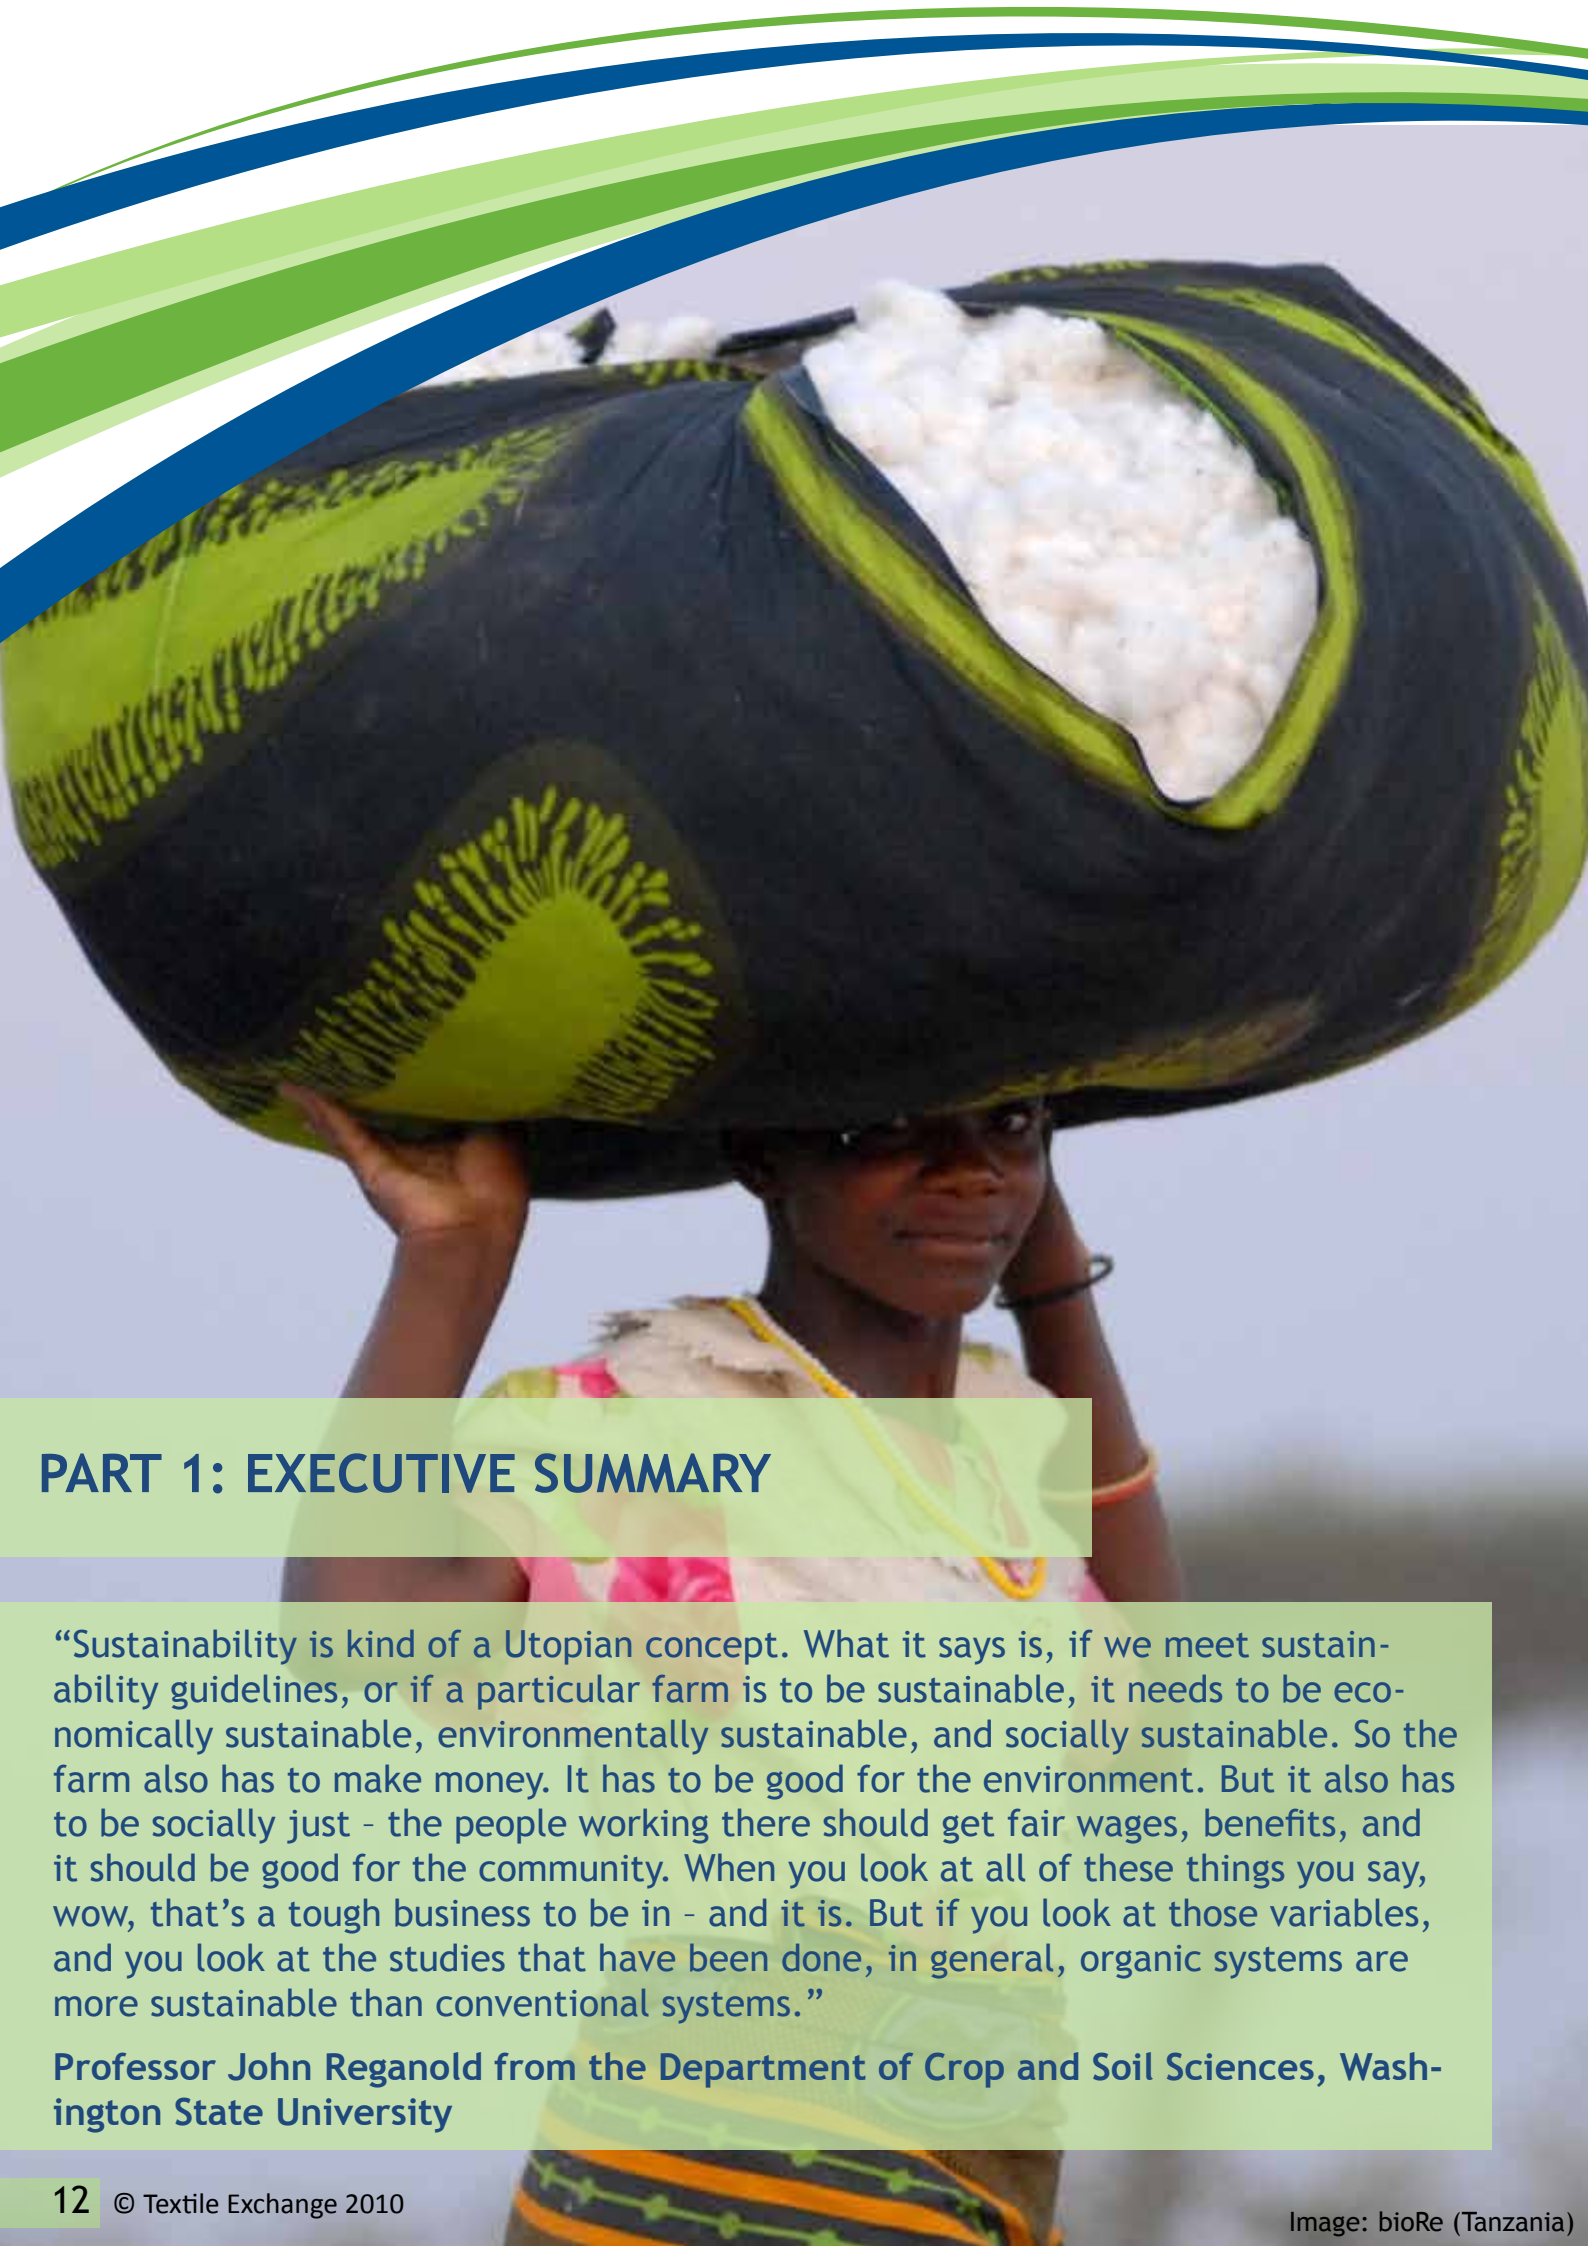 PART 1: EXECUTIVE SUMMARY
“Sustainability is kind of a Utopian concept. What it says is, if we meet sustain-
ability guidelines, or if a particular farm is to be sustainable, it needs to be eco-
nomically sustainable, environmentally sustainable, and socially sustainable. So the
farm also has to make money. It has to be good for the environment. But it also has
to be socially just – the people working there should get fair wages, benefits, and
it should be good for the community. When you look at all of these things you say,
wow, that’s a tough business to be in – and it is. But if you look at those variables,
and you look at the studies that have been done, in general, organic systems are
more sustainable than conventional systems.”
Professor John Reganold from the Department of Crop and Soil Sciences, Wash-
ington State University
12 © Textile Exchange 2010
Image: bioRe (Tanzania)